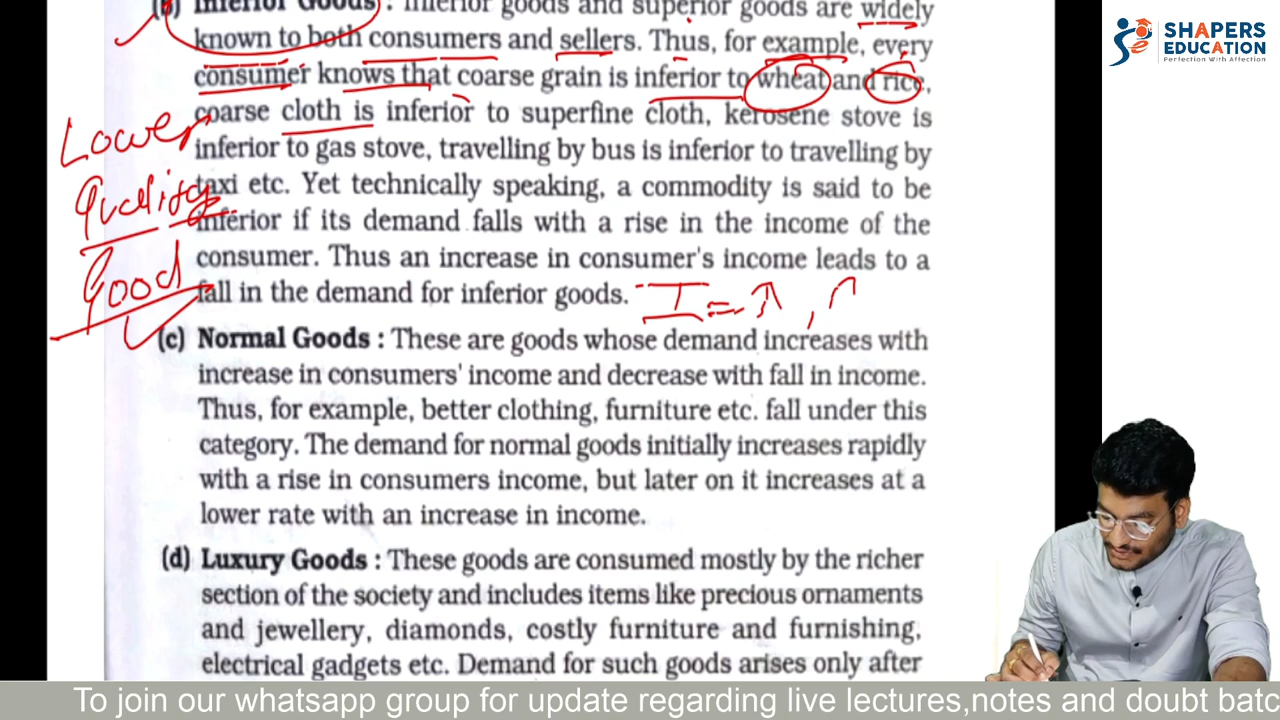 (b) Inferior Goods : Inferior goods and superior goods are widely
known to both consumers and sellers. Thus, for example, every
consumer knows that coarse grain is inferior to wheat and rice,
coarse cloth is inferior to superfine cloth, kerosene stove is
inferior to gas stove, travelling by bus is inferior to travelling by
taxi etc. Yet technically speaking, a commodity is said to be
inferior if its demand falls with a rise in the income of the
consumer. Thus an increase in consumer's income leads to a
fall in the demand for inferior goods.
I = ↑ ,
Lower
Quality
Good
(c) Normal Goods : These are goods whose demand increases with
increase in consumers' income and decrease with fall in income.
Thus, for example, better clothing, furniture etc. fall under this
category. The demand for normal goods initially increases rapidly
with a rise in consumers income, but later on it increases at a
lower rate with an increase in income.
(d) Luxury Goods : These goods are consumed mostly by the richer
section of the society and includes items like precious ornaments
and jewellery, diamonds, costly furniture and furnishing,
electrical gadgets etc. Demand for such goods arises only after
SHAPERS
EDUCATION
Perfection With Affection
To join our whatsapp group for update regarding live lectures,notes and doubt batc